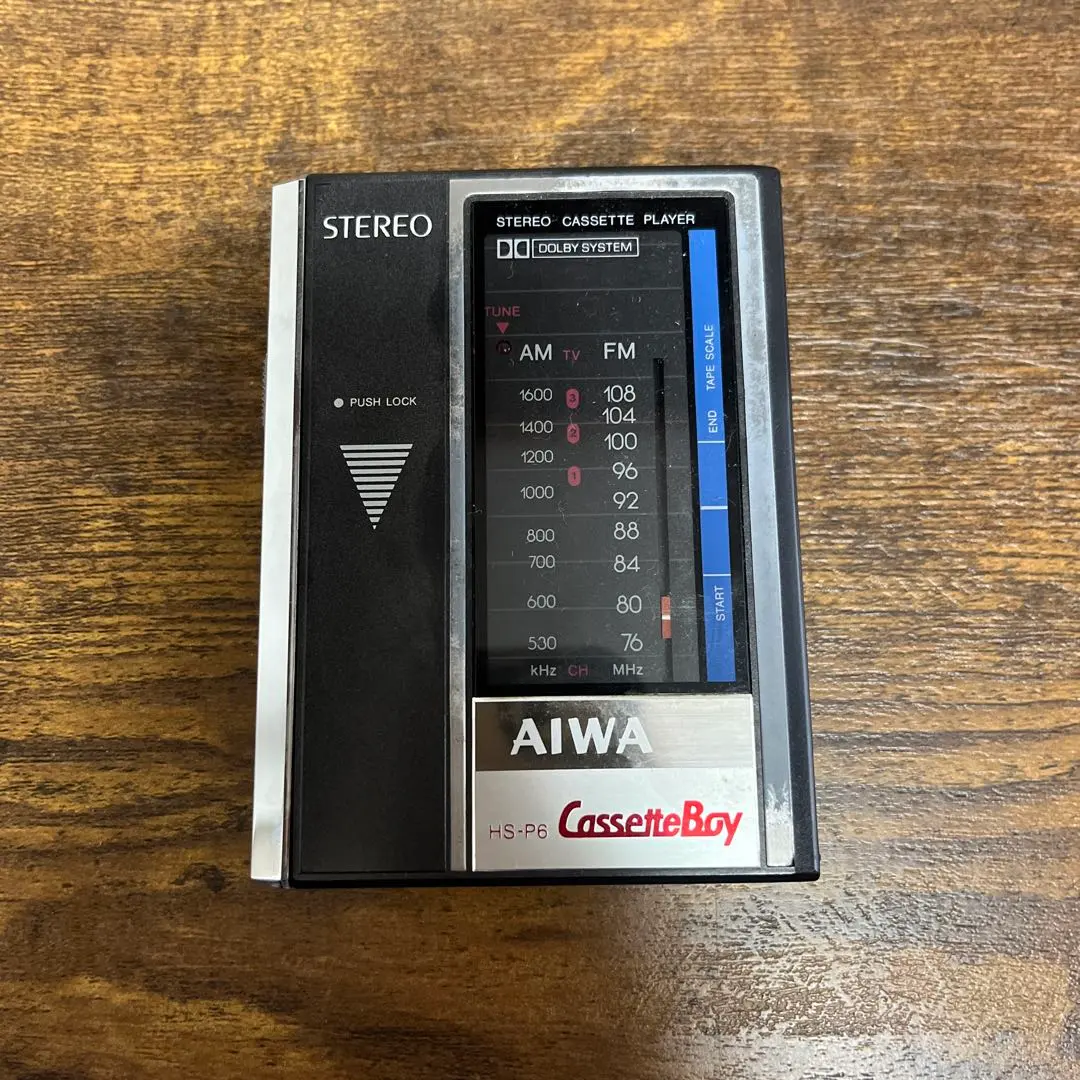 STEREO
PUSH LOCK
STEREO CASSETTE PLAYER
DOLBY SYSTEM
TUNE
AM TV FM
1600 3 108
104
1400 2 100
1200
96
1 1000
92
88
800
700 84
600 80
530 76
kHz CH MHz
TAPE SCALE
END
START
AIWA
HS-P6 CassetteBoy